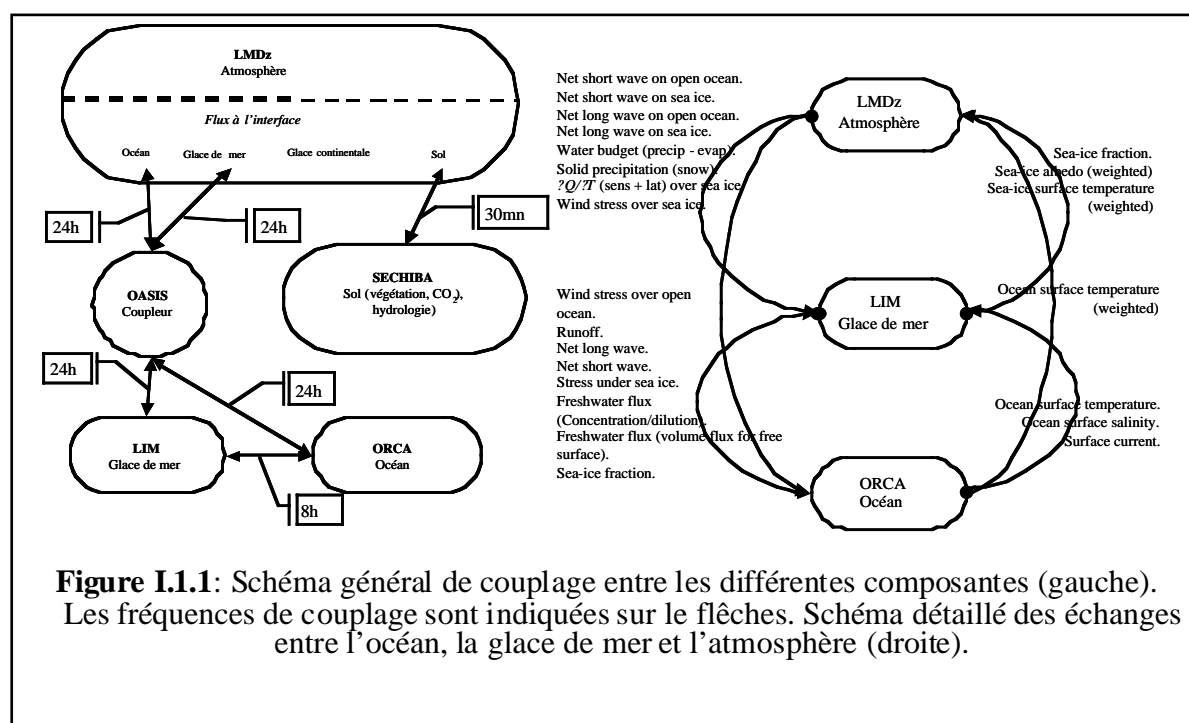 LMDz
Atmosphère
Flux à l'interface
Océan
Glace de mer
Glace continentale
Sol
24h
24h
30mn
OASIS
Coupleur
SECHIBA
Sol (végétation, CO2),
hydrologie)
24h
24h
LIM
Glace de mer
ORCA
Océan
8h
Net short wave on open ocean.
Net short wave on sea ice.
Net long wave on open ocean.
Net long wave on sea ice.
Water budget (precip - evap).
Solid precipitation (snow).
?Q/?T (sens + lat) over sea ice
Wind stress over sea ice.
Wind stress over open
ocean.
Runoff.
Net long wave.
Net short wave.
Stress under sea ice.
Freshwater flux
(Concentration/dilution).
Freshwater flux (volume flux for free
surface).
Sea-ice fraction.
LMDz
Atmosphère
Sea-ice fraction.
Sea-ice albedo (weighted)
Sea-ice surface temperature
(weighted)
LIM
Glace de mer
Ocean surface temperature
(weighted)
Ocean surface temperature.
Ocean surface salinity.
Surface current.
ORCA
Océan
Figure I.1.1: Schéma général de couplage entre les différentes composantes (gauche).
Les fréquences de couplage sont indiquées sur le flêches. Schéma détaillé des échanges
entre l'océan, la glace de mer et l'atmosphère (droite).